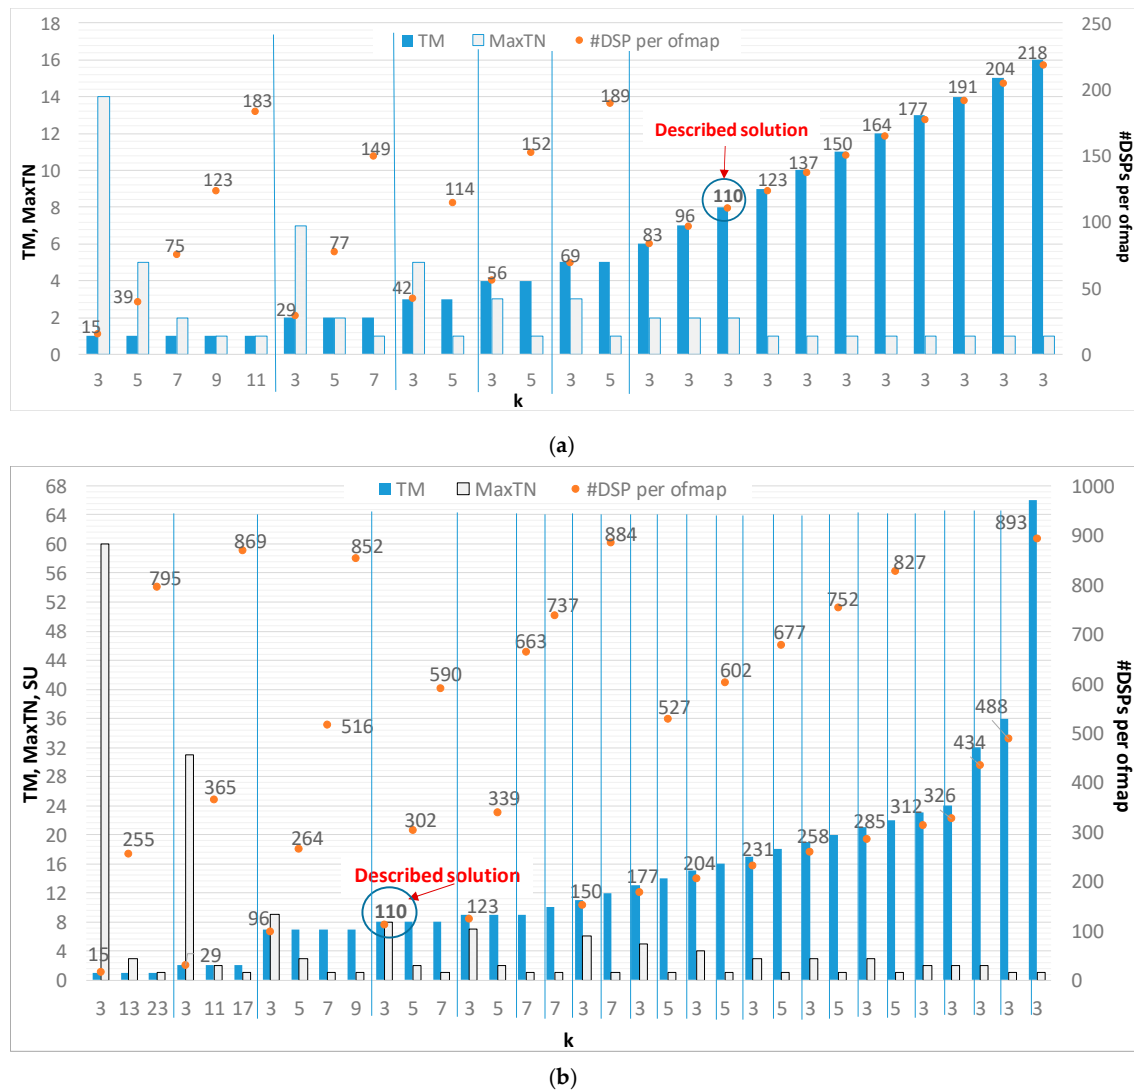 18
16
14
12
10
8
6
4
2
0
TM, MaxTN
250
200
150
100
50
0
#DSPs per ofmap
TM MaxTN #DSP per ofmap
Described solution
15 39 75 123 183 29 77 149 42 114 56 152 69 189 83 96 110 123 137 150 164 177 191 204 218
3 5 7 9 11 3 5 7 3 5 3 5 3 5 3 3 3 3 3 3 3 3 3 3 3
k
(a)
68
64
60
56
52
48
44
40
36
32
28
24
20
16
12
8
4
0
TM, MaxTN, SU
1000
900
800
700
600
500
400
300
200
100
0
#DSPs per ofmap
TM MaxTN #DSP per ofmap
Described solution
15 255 795 29 365 869 96 264 516 852 110 302 590 123 339 663 737 150 884 177 527 204 602 231 677 258 752 285 827 312 326 434 488 893
3 13 23 3 11 17 3 5 7 9 3 5 7 3 5 7 7 3 7 3 5 3 5 3 5 3 5 3 5 3 3 3 3 3
k
(b)